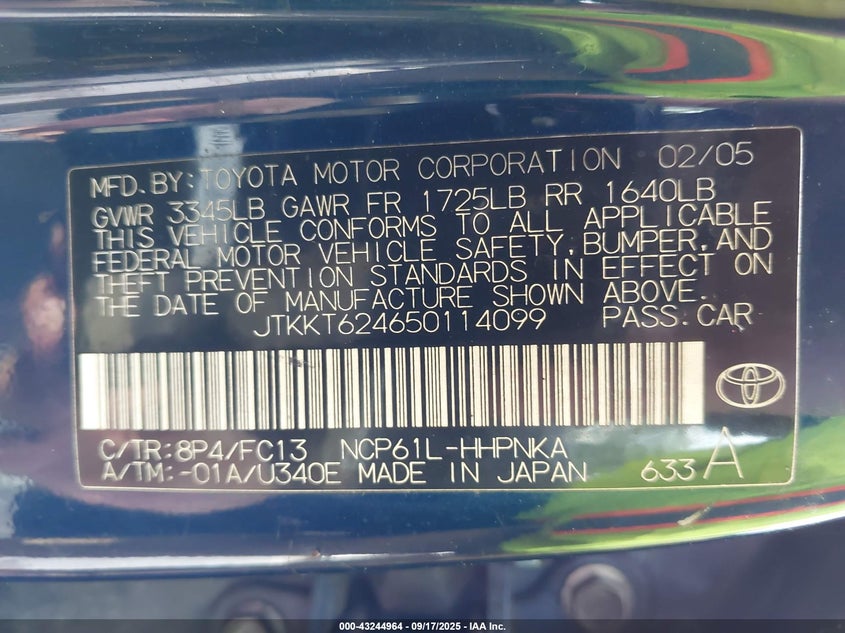 MFD.BY:TOYOTA MOTOR CORPORATION 02/05
GVWR 3345LB GAWR FR 1725LB RR 1640LB
THIS VEHICLE CONFORMS TO ALL APPLICABLE
FEDERAL MOTOR VEHICLE SAFETY,BUMPER,AND
THEFT PREVENTION STANDARDS IN EFFECT ON
THE DATE OF MANUFACTURE SHOWN ABOVE.
JTKKT624650114099 PASS.CAR
C/TR:8P4/FC13 NCP61L-HHPNKA
A/TM:-01A/U340E MADE IN JAPAN 633A
000-43244964 - 09/17/2025 - IAA Inc.